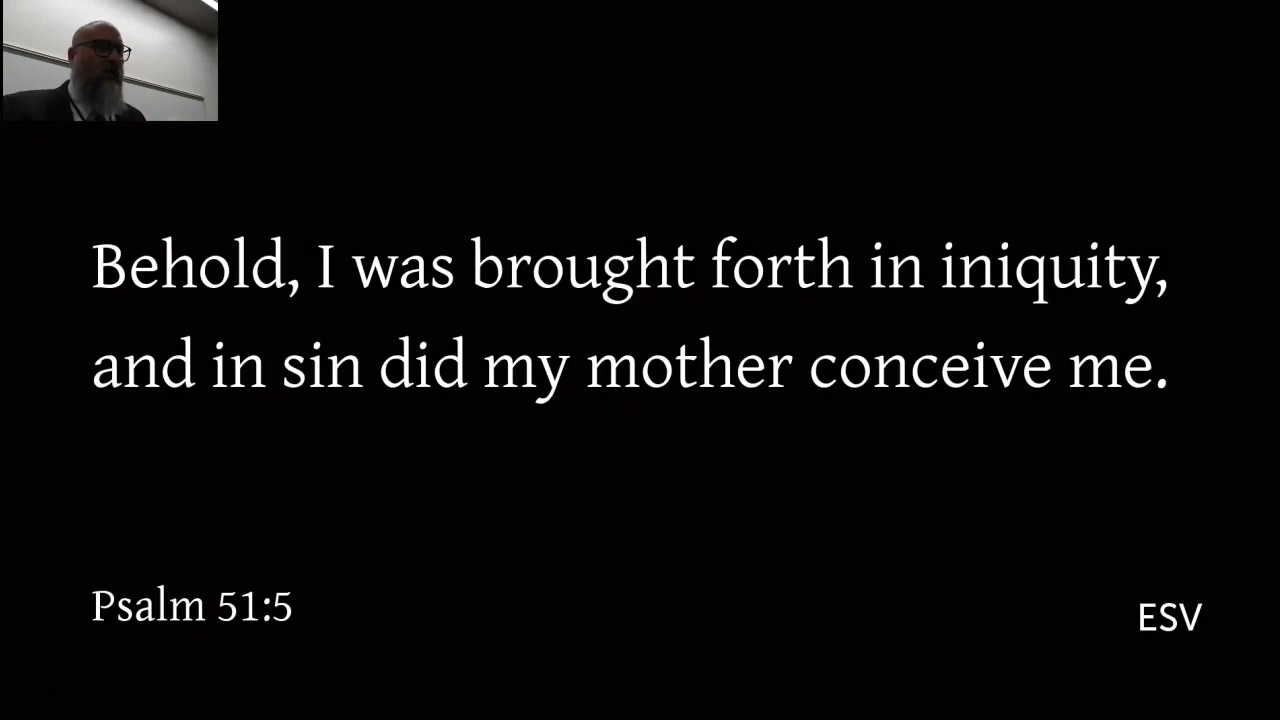 Behold, I was brought forth in iniquity,
and in sin did my mother conceive me.
Psalm 51:5
ESV